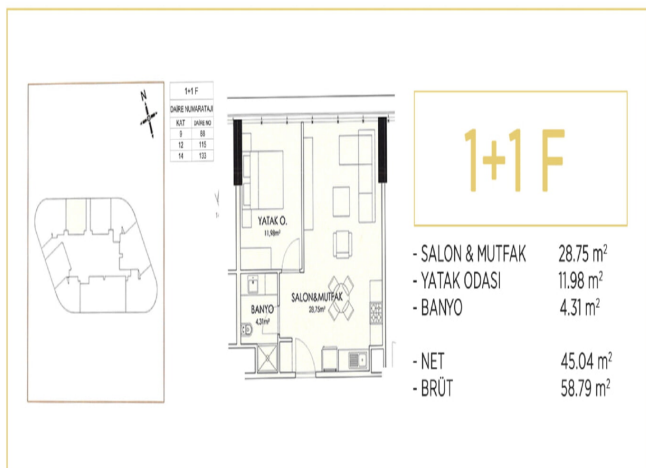 N
1+1 F
DAİRE NUMARATAJI
KAT DAİRE NO
9 88
12 115
14 133
YATAK O.
11,98m²
BANYO
4,31m²
SALON&MUTFAK
28,75m²
1+1 F
- SALON & MUTFAK 28.75 m²
- YATAK ODASI 11.98 m²
- BANYO 4.31 m²
- NET 45.04 m²
- BRÜT 58.79 m²